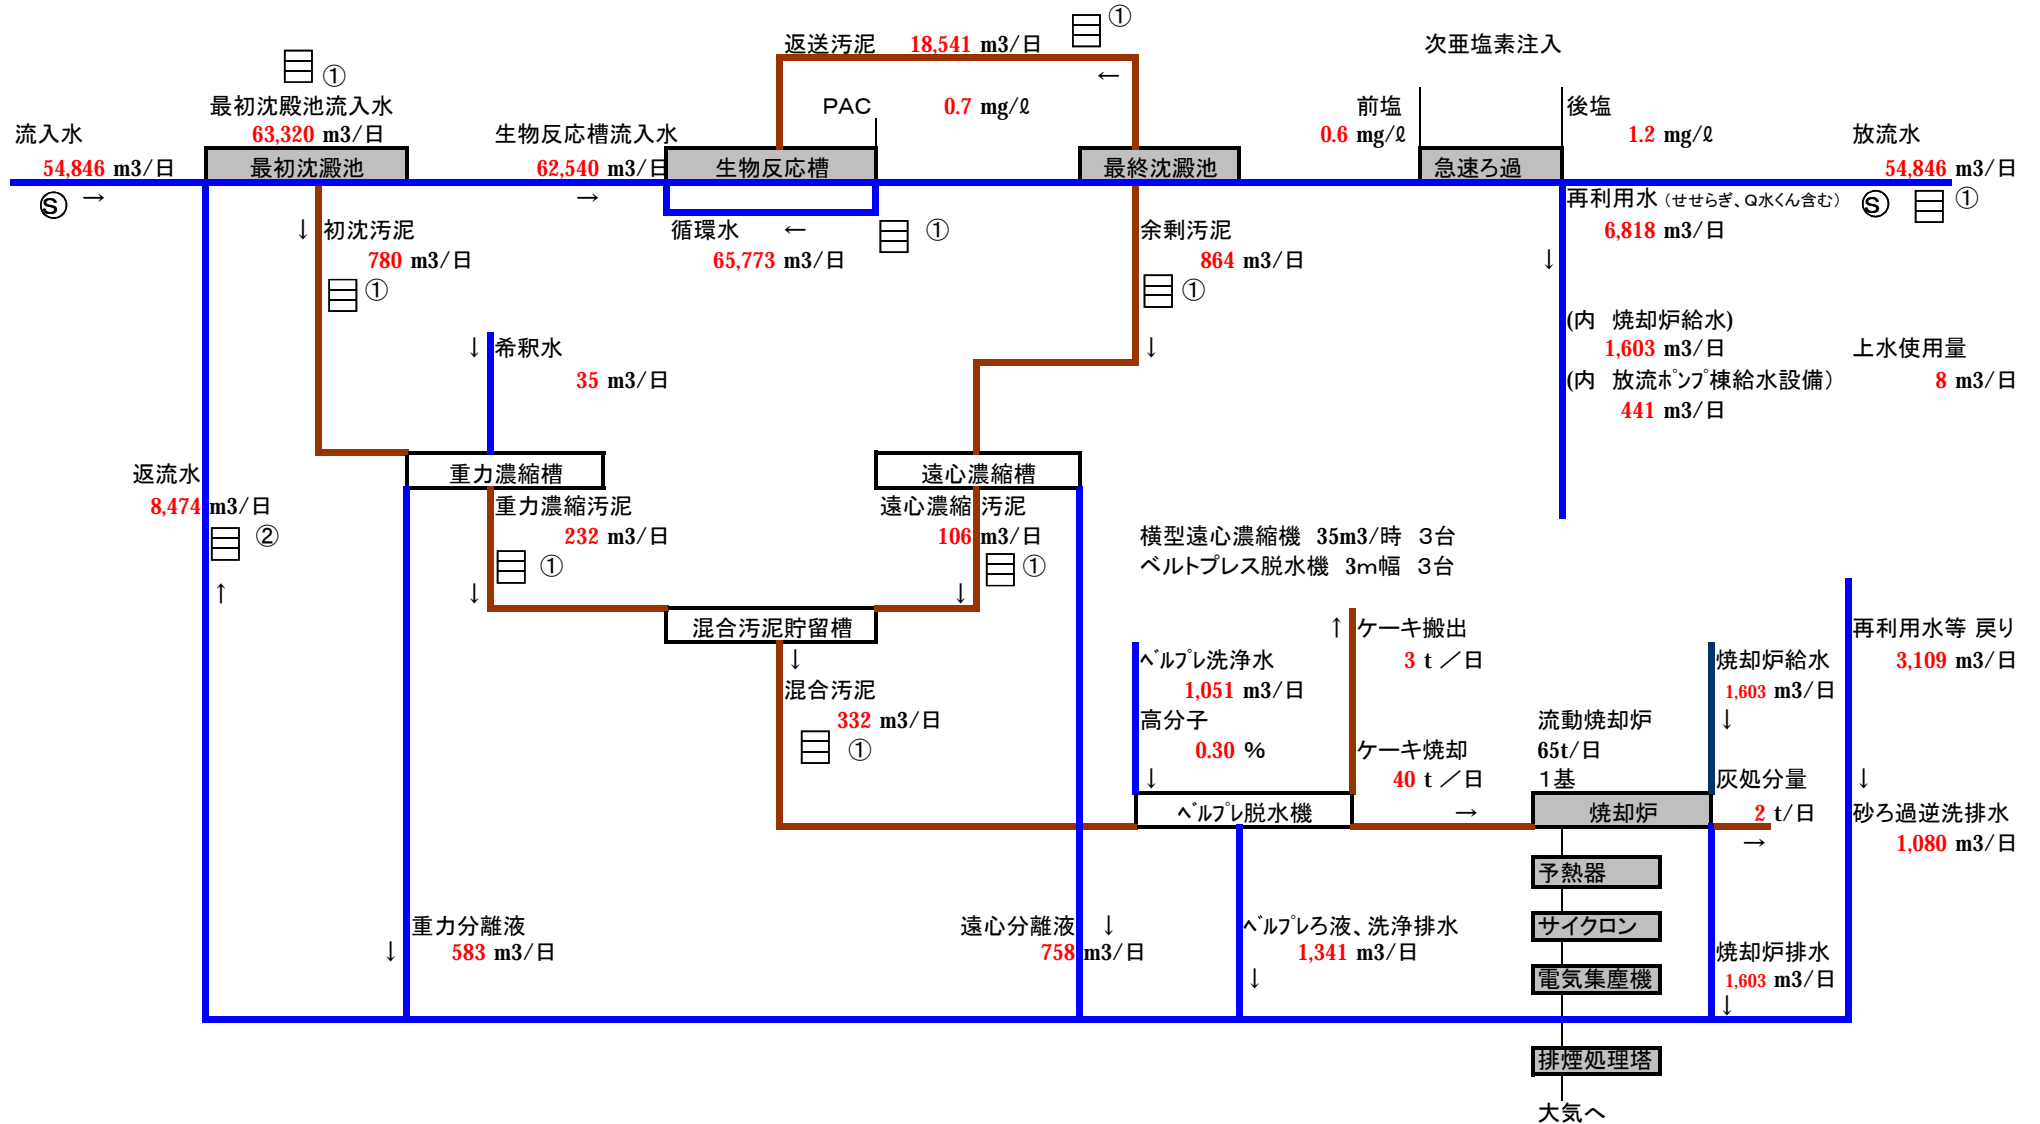 返送汚泥 18,541 m3/日
①
次亜塩素注入
①
最初沈殿池流入水
63,320 m3/日
PAC 0.7 mg/ℓ
前塩
0.6 mg/ℓ
後塩
1.2 mg/ℓ
流入水
54,846 m3/日
生物反応槽流入水
62,540 m3/日
放流水
54,846 m3/日
最初沈澱池
生物反応槽
最終沈澱池
急速ろ過
Ⓢ →
→
←
↓ 初沈汚泥
780 m3/日
①
循環水 ←
65,773 m3/日
①
余剰汚泥
864 m3/日
①
再利用水 (せせらぎ、Q水くん含む)
6,818 m3/日
↓
Ⓢ ①
(内 焼却炉給水)
1,603 m3/日
(内 放流ポンプ棟給水設備)
441 m3/日
上水使用量
8 m3/日
↓ 希釈水
35 m3/日
↓
重力濃縮槽
遠心濃縮槽
返流水
8,474 m3/日
②
↑
重力濃縮汚泥
232 m3/日
①
↓
遠心濃縮 汚泥
106 m3/日
①
↓
横型遠心濃縮機 35m3/時 3台
ベルトプレス脱水機 3m幅 3台
混合汚泥貯留槽
↓
混合汚泥
332 m3/日
①
ベルプレ洗浄水
1,051 m3/日
高分子
0.30 %
↓
↑ ケーキ搬出
3 t ／日
ケーキ焼却
40 t ／日
→
流動焼却炉
65t/日
1基
焼却炉給水
1,603 m3/日
↓
灰処分量
2 t/日
→
再利用水等 戻り
3,109 m3/日
↓
砂ろ過逆洗排水
1,080 m3/日
ベルプレ脱水機
焼却炉
予熱器
サイクロン
電気集塵機
排煙処理塔
大気へ
重力分離液
↓ 583 m3/日
遠心分離液 ↓
758 m3/日
ベルプレろ液、洗浄排水
1,341 m3/日
↓
焼却炉排水
1,603 m3/日
↓